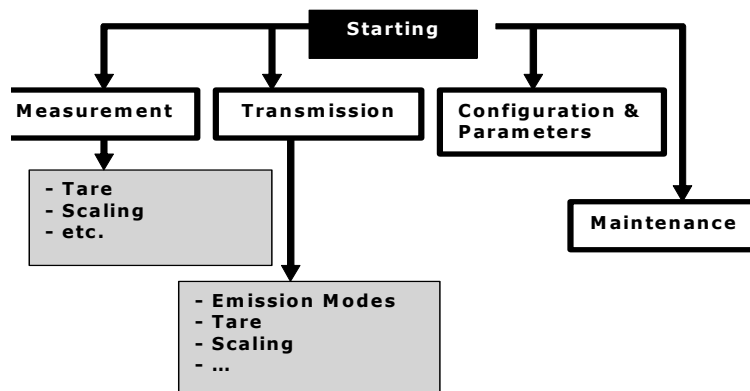 Starting
Measurement
Transmission
Configuration &
Parameters
- Tare
- Scaling
- etc.
Maintenance
- Emission Modes
- Tare
- Scaling
- …